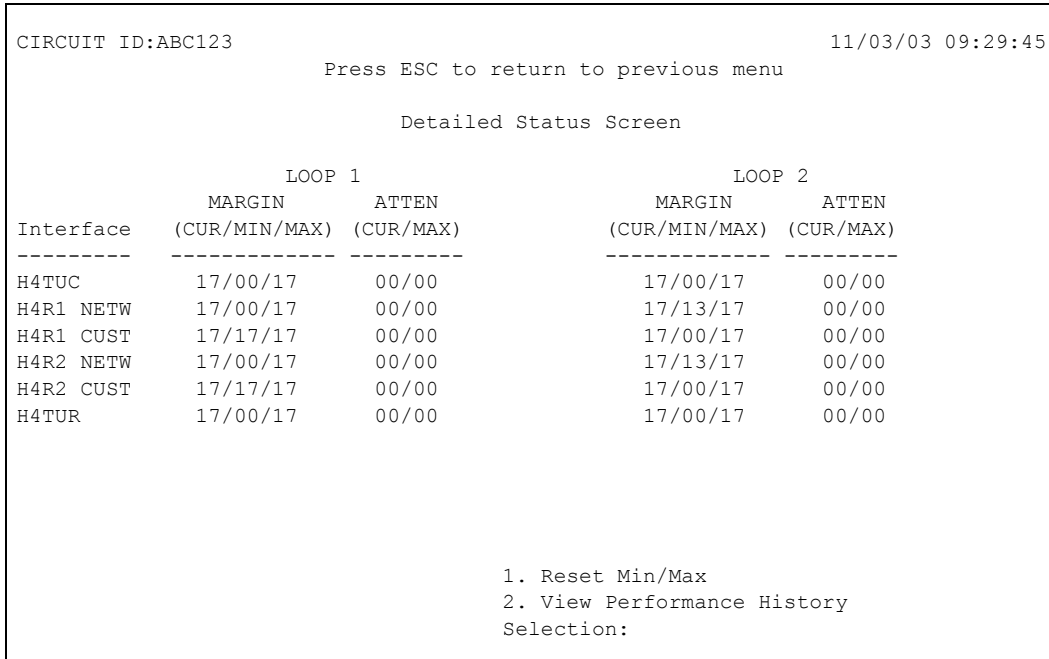 CIRCUIT ID:ABC123 11/03/03 09:29:45
Press ESC to return to previous menu
Detailed Status Screen
LOOP 1 LOOP 2
MARGIN ATTEN MARGIN ATTEN
Interface (CUR/MIN/MAX) (CUR/MAX) (CUR/MIN/MAX) (CUR/MAX)
--------- ------------- --------- ------------- ---------
H4TUC 17/00/17 00/00 17/00/17 00/00
H4R1 NETW 17/00/17 00/00 17/13/17 00/00
H4R1 CUST 17/17/17 00/00 17/00/17 00/00
H4R2 NETW 17/00/17 00/00 17/13/17 00/00
H4R2 CUST 17/17/17 00/00 17/00/17 00/00
H4TUR 17/00/17 00/00 17/00/17 00/00
1. Reset Min/Max
2. View Performance History
Selection: